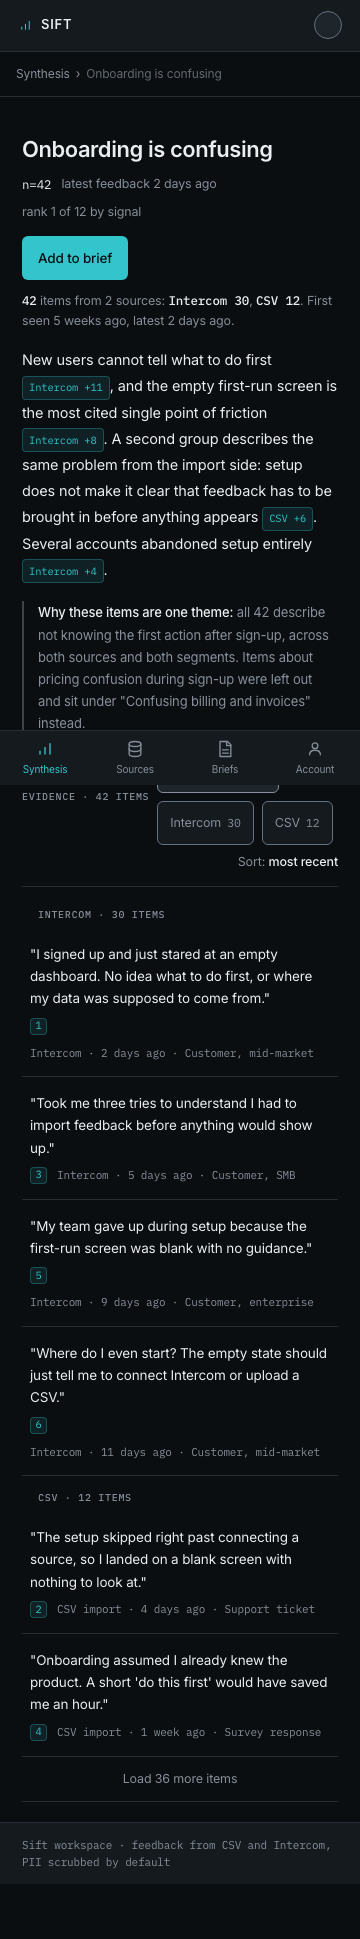 SIFT
Synthesis › Onboarding is confusing
Onboarding is confusing
n=42 latest feedback 2 days ago
rank 1 of 12 by signal
Add to brief
42 items from 2 sources: Intercom 30, CSV 12. First
seen 5 weeks ago, latest 2 days ago.
New users cannot tell what to do first
Intercom +11, and the empty first-run screen is
the most cited single point of friction
Intercom +8. A second group describes the
same problem from the import side: setup
does not make it clear that feedback has to be
brought in before anything appears CSV +6.
Several accounts abandoned setup entirely
Intercom +4.
Why these items are one theme: all 42 describe
not knowing the first action after sign-up, across
both sources and both segments. Items about
pricing confusion during sign-up were left out
and sit under "Confusing billing and invoices"
instead.
Synthesis Sources Briefs Account
EVIDENCE · 42 ITEMS
Intercom 30 CSV 12
Sort: most recent
INTERCOM · 30 ITEMS
"I signed up and just stared at an empty
dashboard. No idea what to do first, or where
my data was supposed to come from."
1
Intercom · 2 days ago · Customer, mid-market
"Took me three tries to understand I had to
import feedback before anything would show
up."
3 Intercom · 5 days ago · Customer, SMB
"My team gave up during setup because the
first-run screen was blank with no guidance."
5
Intercom · 9 days ago · Customer, enterprise
"Where do I even start? The empty state should
just tell me to connect Intercom or upload a
CSV."
6
Intercom · 11 days ago · Customer, mid-market
CSV · 12 ITEMS
"The setup skipped right past connecting a
source, so I landed on a blank screen with
nothing to look at."
2 CSV import · 4 days ago · Support ticket
"Onboarding assumed I already knew the
product. A short 'do this first' would have saved
me an hour."
4 CSV import · 1 week ago · Survey response
Load 36 more items
Sift workspace · feedback from CSV and Intercom,
PII scrubbed by default